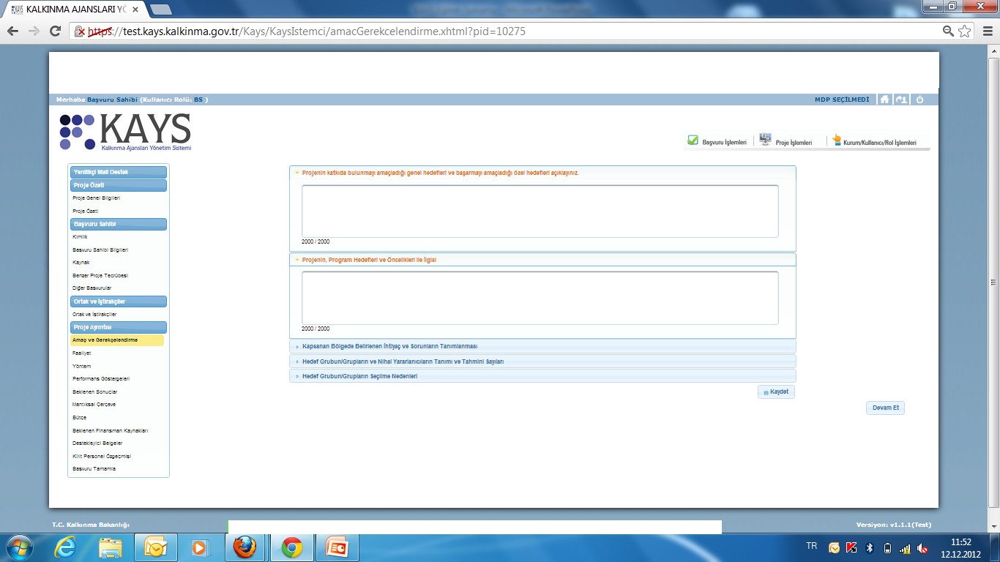 KALKINMA AJANSLARI YÖ
https://test.kays.kalkinma.gov.tr/Kays/KaysIstemci/amacGerekcelendirme.xhtml?pid=10275
Merhaba Başvuru Sahibi (Kullanıcı Rolü: BS )
MDP SEÇİLMEDİ
KAYS
Kalkınma Ajansları Yönetim Sistemi
Başvuru İşlemleri
Proje İşlemleri
Kurum/Kullanıcı/Rol İşlemleri
Yenilikçi Mali Destek
Proje Özeti
Proje Genel Bilgileri
Proje Özeti
Başvuru Sahibi
Kimlik
Başvuru Sahibi Bilgileri
Kaynak
Benzer Proje Tecrübesi
Diğer Başvurular
Ortak ve İştirakçiler
Ortak ve İştirakçiler
Proje Ayrıntısı
Amaç ve Gerekçelendirme
Faaliyet
Yöntem
Performans Göstergeleri
Beklenen Sonuçlar
Mantıksal Çerçeve
Bütçe
Beklenen Finansman Kaynakları
Destekleyici Belgeler
Kilit Personel Özgeçmişi
Başvuru Tamamla
Projenin katkıda bulunmayı amaçladığı genel hedefleri ve başarmayı amaçladığı özel hedefleri açıklayınız.
2000 / 2000
Projenin, Program Hedefleri ve Öncelikleri ile İlgisi
2000 / 2000
Kapsanan Bölgede Belirlenen İhtiyaç ve Sorunların Tanımlanması
Hedef Grubun/Grupların ve Nihai Yararlanıcıların Tanımı ve Tahmini Sayıları
Hedef Grubun/Grupların Seçilme Nedenleri
Kaydet
Devam Et
T.C. Kalkınma Bakanlığı
Versiyon: v1.1.1(Test)
TR
11:52
12.12.2012